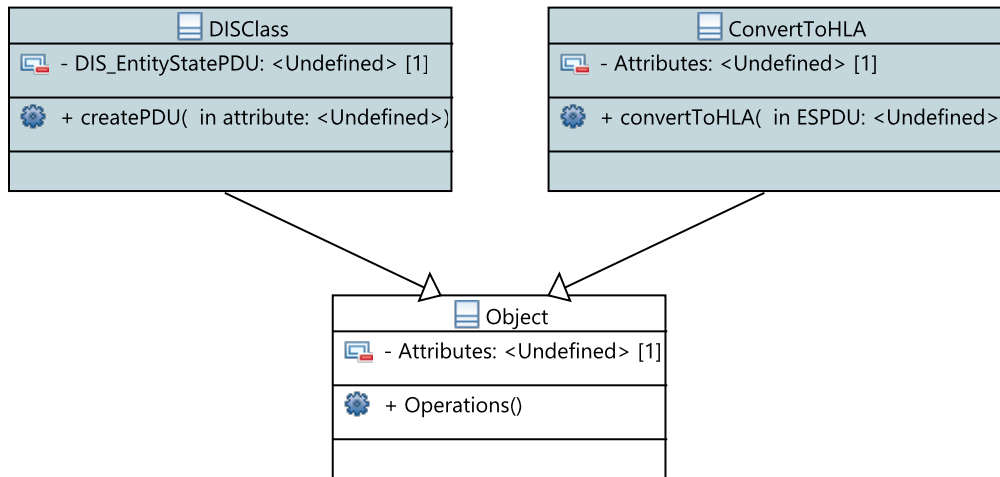 DISClass
- DIS_EntityStatePDU: <Undefined> [1]
+ createPDU( in attribute: <Undefined>)
ConvertToHLA
- Attributes: <Undefined> [1]
+ convertToHLA( in ESPDU: <Undefined>
Object
- Attributes: <Undefined> [1]
+ Operations()